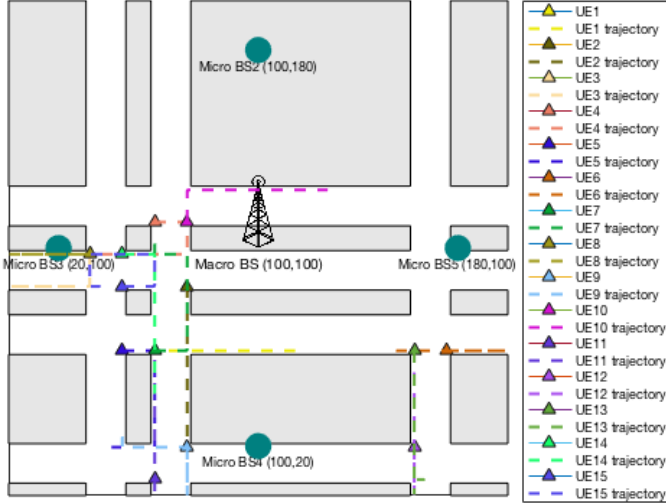 Micro BS2 (100,180)
Micro BS3 (20,100)
Macro BS (100,100)
Micro BS5 (180,100)
Micro BS4 (100,20)
UE1
UE1 trajectory
UE2
UE2 trajectory
UE3
UE3 trajectory
UE4
UE4 trajectory
UE5
UE5 trajectory
UE6
UE6 trajectory
UE7
UE7 trajectory
UE8
UE8 trajectory
UE9
UE9 trajectory
UE10
UE10 trajectory
UE11
UE11 trajectory
UE12
UE12 trajectory
UE13
UE13 trajectory
UE14
UE14 trajectory
UE15
UE15 trajectory